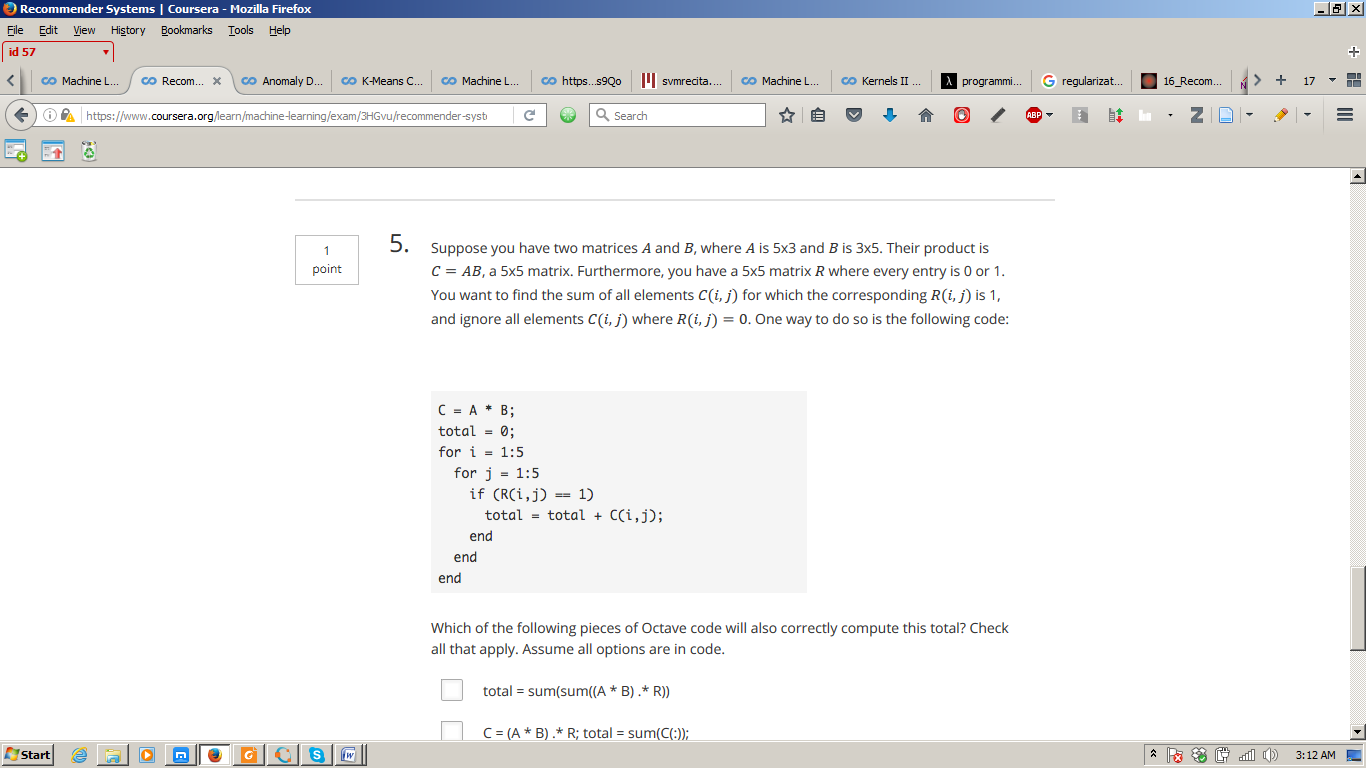 Recommender Systems | Coursera - Mozilla Firefox
File Edit View History Bookmarks Tools Help
id 57
Machine L... Recom... Anomaly D... K-Means C... Machine L... https...s9Qo svmrecita.... Machine L... Kernels II ... programmi... regularizat... 16_Recom... 17
https://www.coursera.org/learn/machine-learning/exam/3HGvu/recommender-syst Search ABP
1
point
5.
Suppose you have two matrices A and B, where A is 5x3 and B is 3x5. Their product is
C = AB, a 5x5 matrix. Furthermore, you have a 5x5 matrix R where every entry is 0 or 1.
You want to find the sum of all elements C(i, j) for which the corresponding R(i, j) is 1,
and ignore all elements C(i, j) where R(i, j) = 0. One way to do so is the following code:
C = A * B;
total = 0;
for i = 1:5
for j = 1:5
if (R(i,j) == 1)
total = total + C(i,j);
end
end
end
Which of the following pieces of Octave code will also correctly compute this total? Check
all that apply. Assume all options are in code.
total = sum(sum((A * B) .* R))
C = (A * B) .* R; total = sum(C(:));
Start 3:12 AM